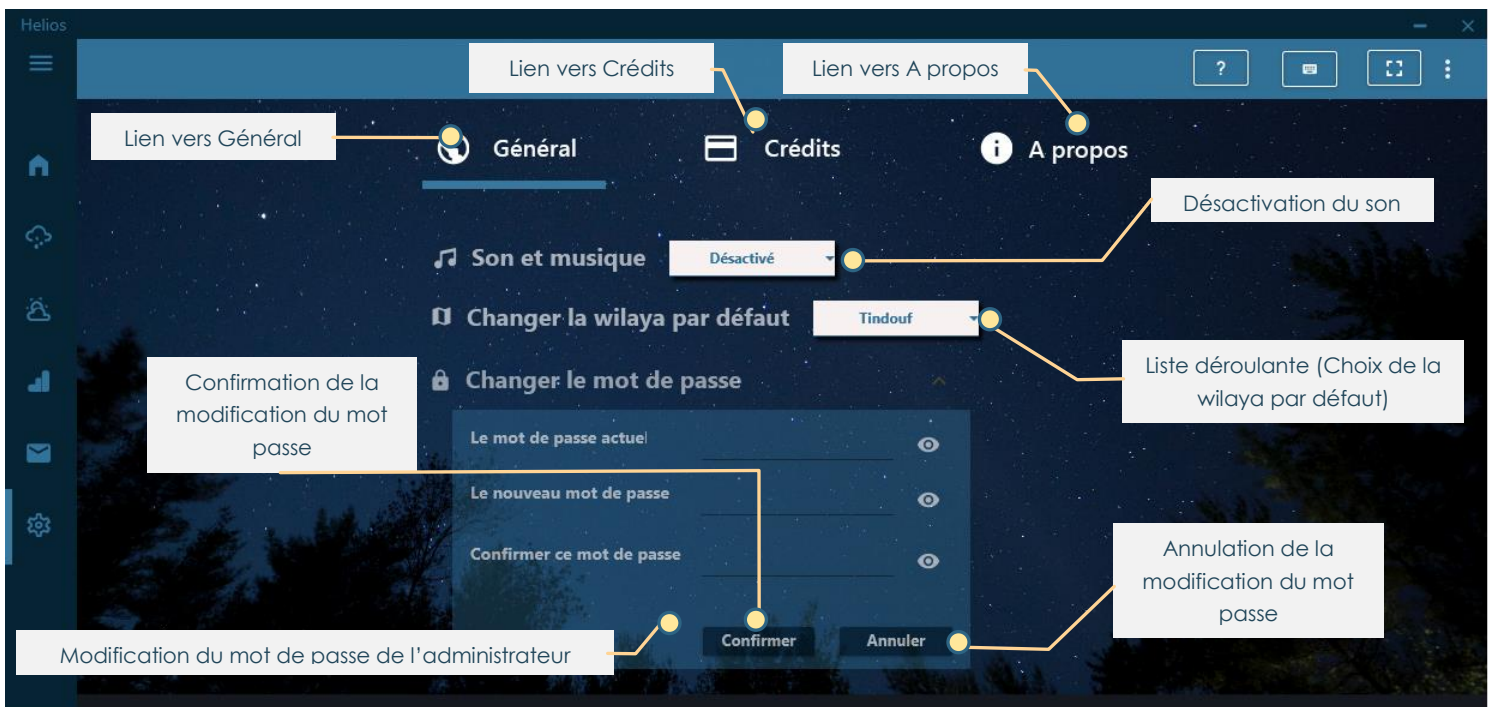 Helios
Lien vers Crédits
Lien vers A propos
?
Lien vers Général
Général
Crédits
i
A propos
Désactivation du son
Son et musique
Désactivé
Changer la wilaya par défaut
Tindouf
Liste déroulante (Choix de la
wilaya par défaut)
Confirmation de la
modification du mot
passe
Changer le mot de passe
Le mot de passe actuel
Le nouveau mot de passe
Confirmer ce mot de passe
Annulation de la
modification du mot
passe
Modification du mot de passe de l’administrateur
Confirmer
Annuler